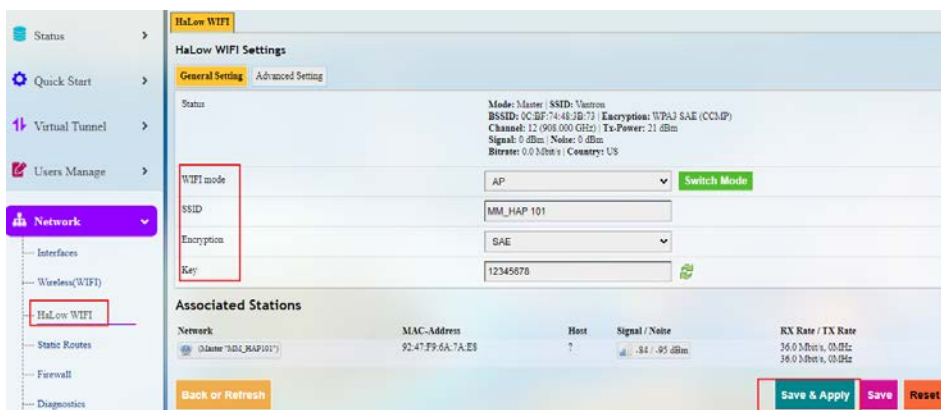 Status
Quick Start
Virtual Tunnel
Users Manage
Network
Interfaces
Wireless(WIFI)
HaLow WIFI
Static Routes
Firewall
Diagnostics
HaLow WIFI
HaLow WIFI Settings
General Setting Advanced Setting
Status
Mode: Master | SSID: Vantron
BSSID: 0C:BF:74:48:3B:73 | Encryption: WPA3 SAE (CCMP)
Channel: 12 (908.000 GHz) | Tx-Power: 21 dBm
Signal: 0 dBm | Noise: 0 dBm
Bitrate: 0.0 Mbit/s | Country: US
WIFI mode AP Switch Mode
SSID MM_HAP 101
Encryption SAE
Key 12345678
Associated Stations
Network MAC-Address Host Signal / Noise RX Rate / TX Rate
(Master "MM_HAP101") 92:47:F9:6A:7A:E8 ? -84 / -95 dBm 36.0 Mbit/s, 0MHz
36.0 Mbit/s, 0MHz
Back or Refresh Save & Apply Save Reset